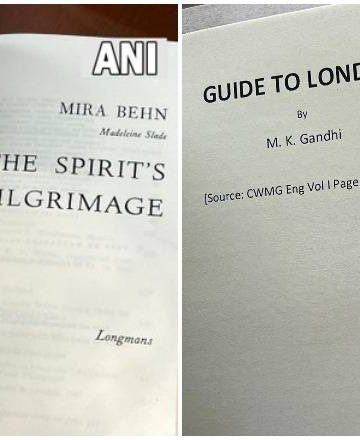 ANI
MIRA BEHN
Madeleine Slade
HE SPIRIT'S
ILGRIMAGE
Longmans
GUIDE TO LOND
By
M. K. Gandhi
[Source: CWMG Eng Vol I Page